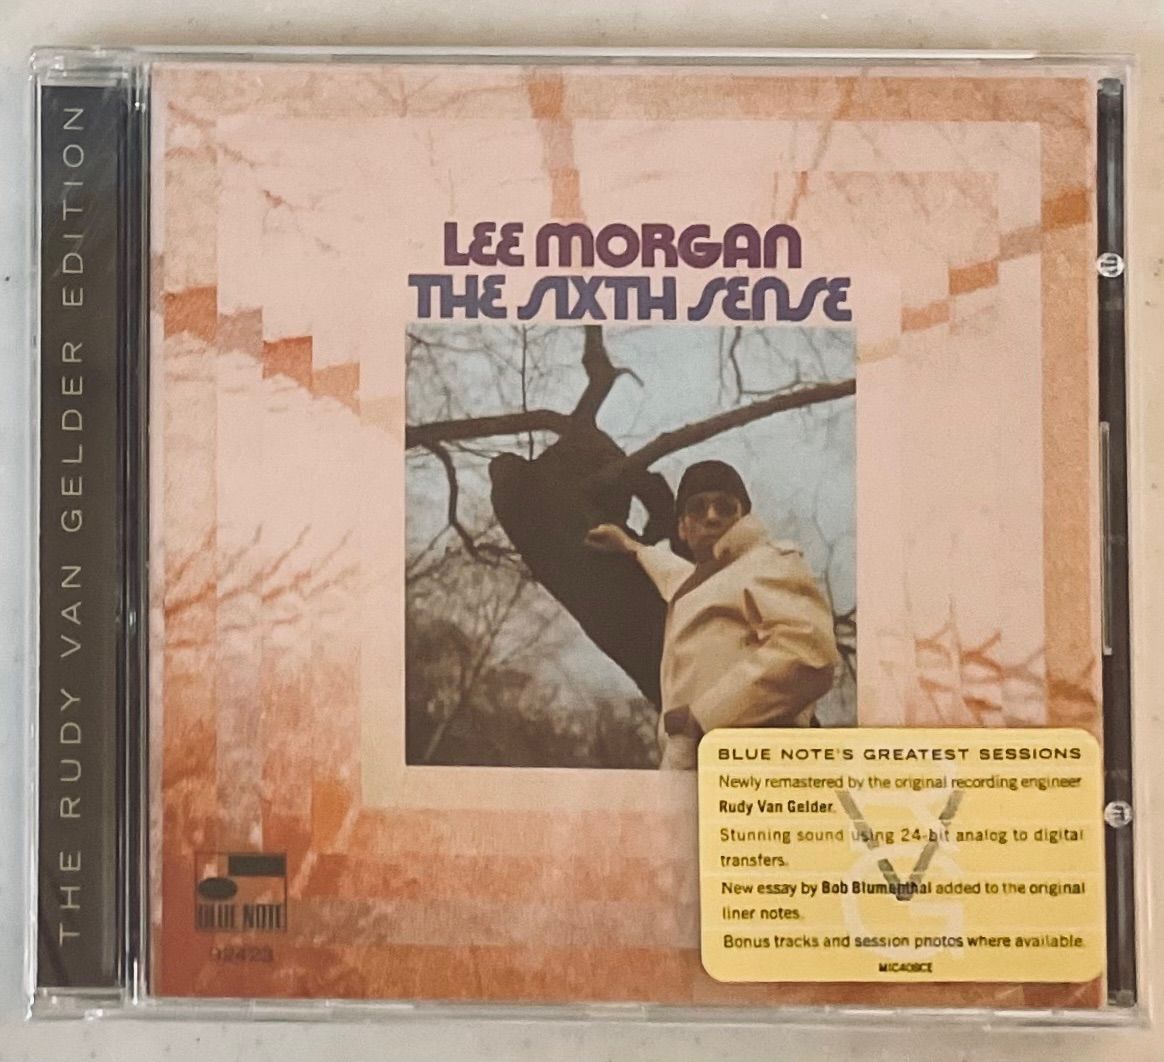 THE RUDY VAN GELDER EDITION
LEE MORGAN
THE SIXTH SENSE
BLUE NOTE'S GREATEST SESSIONS
Newly remastered by the original recording engineer
Rudy Van Gelder.
Stunning sound using 24-bit analog to digital
transfers.
New essay by Bob Blumenthal added to the original
liner notes.
Bonus tracks and session photos where available.
BLUE NOTE